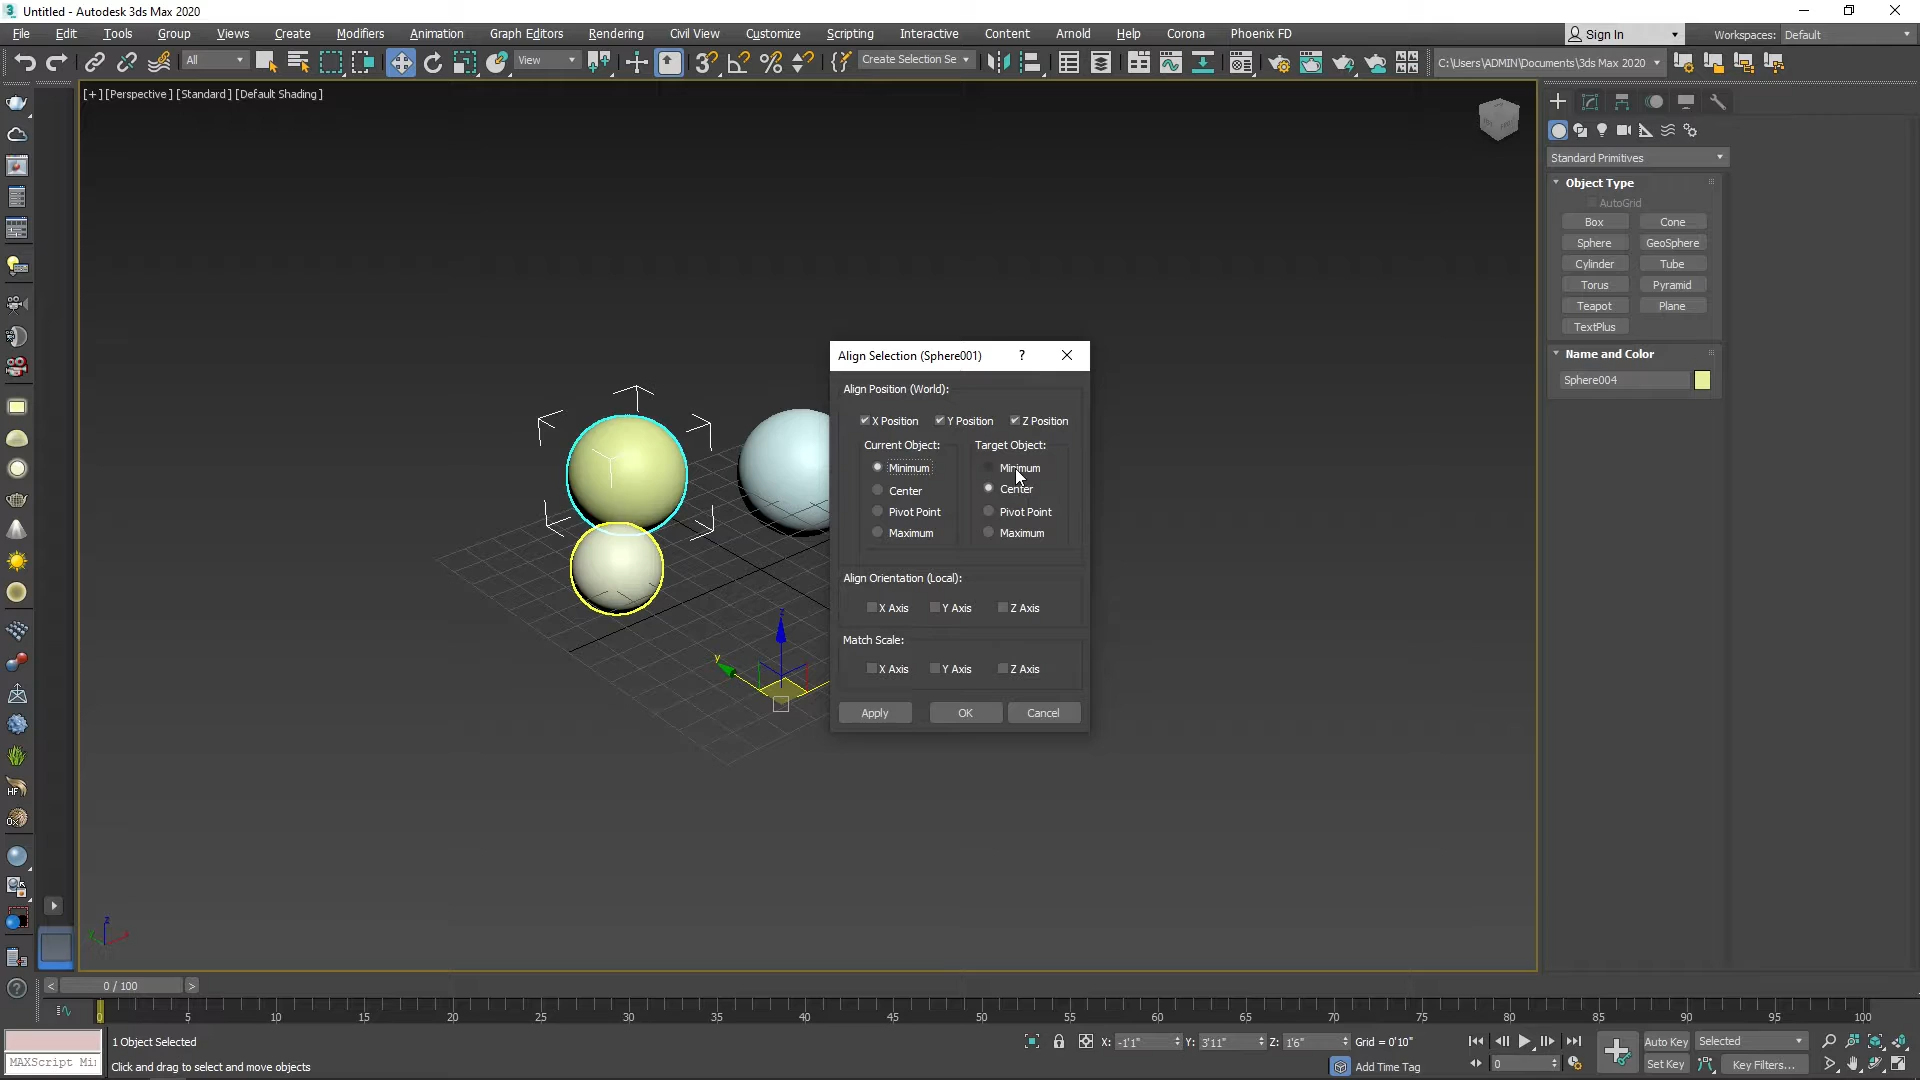 Untitled - Autodesk 3ds Max 2020
File Edit Tools Group Views Create Modifiers Animation Graph Editors Rendering Civil View Customize Scripting Interactive Content Arnold Help Corona Phoenix FD Sign In Workspaces: Default
All View Create Selection Se C:\Users\ADMIN\Documents\3ds Max 2020
[+] [Perspective] [Standard] [Default Shading]
Standard Primitives
Object Type
AutoGrid
Box Cone
Sphere GeoSphere
Cylinder Tube
Torus Pyramid
Teapot Plane
TextPlus
Name and Color
Sphere004
Align Selection (Sphere001) ?
Align Position (World):
X Position Y Position Z Position
Current Object: Target Object:
Minimum Minimum
Center Center
Pivot Point Pivot Point
Maximum Maximum
Align Orientation (Local):
X Axis Y Axis Z Axis
Match Scale:
X Axis Y Axis Z Axis
Apply OK Cancel
z
y
HF
z
< 0 / 100 >
0 5 10 15 20 25 30 35 40 45 50 55 60 65 70 75 80 85 90 95 100
1 Object Selected
X: -1'1" Y: 3'11" Z: 1'6" Grid = 0'10"
Auto Key Selected
MAXScript Mi
Click and drag to select and move objects
Add Time Tag
0
Set Key Key Filters...